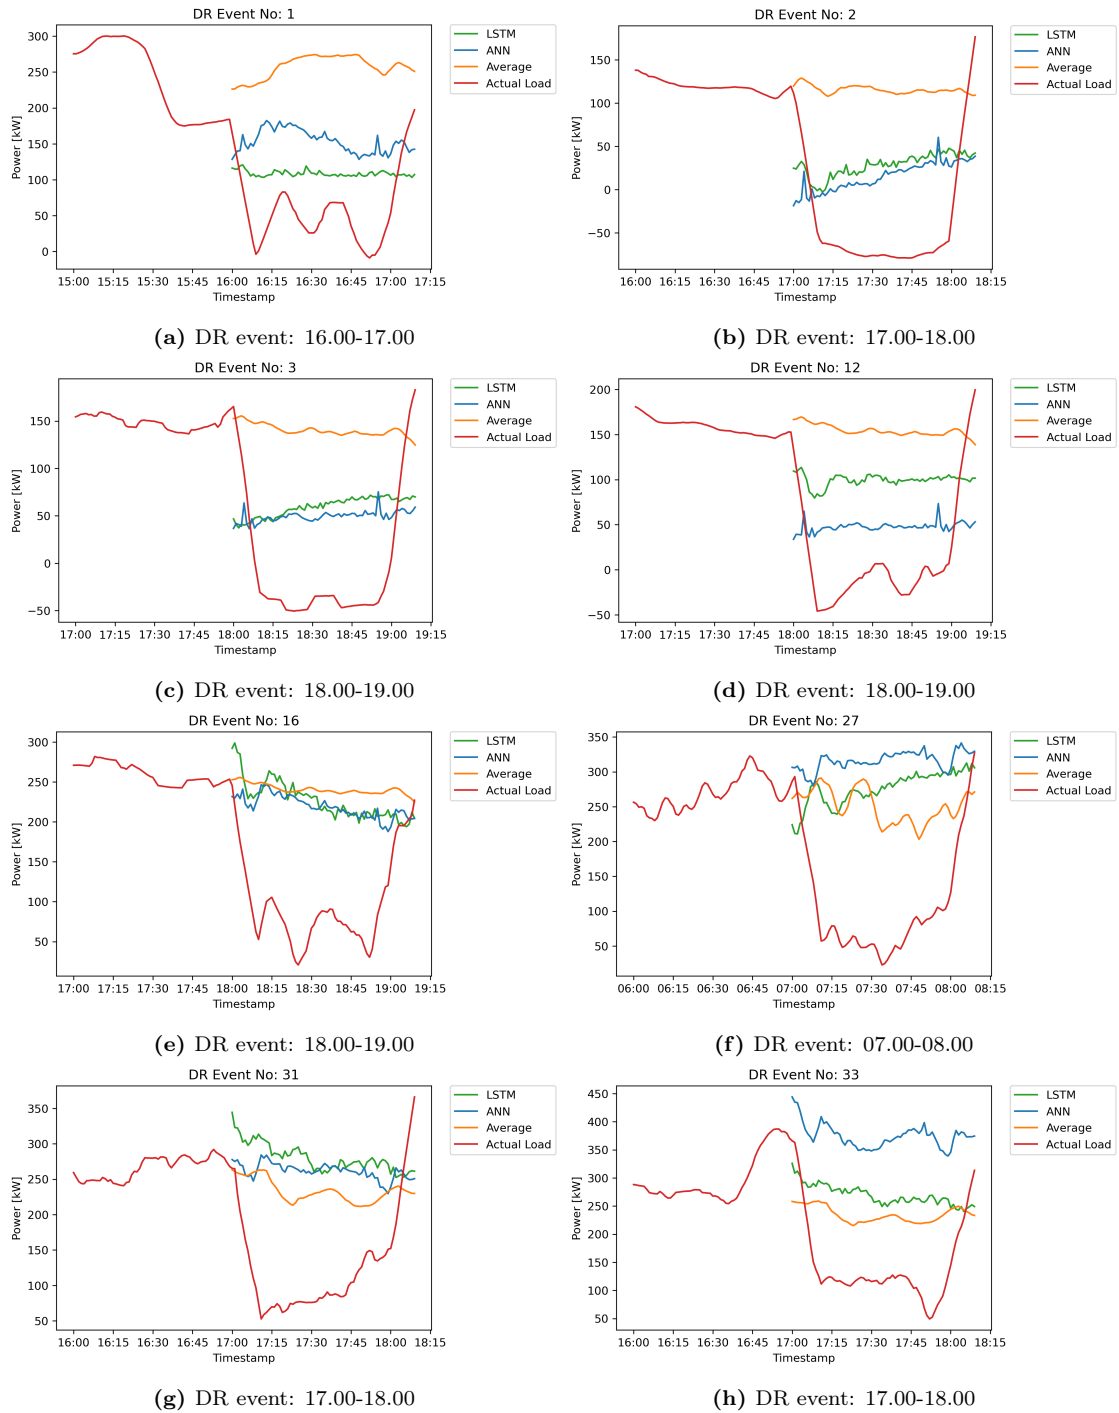 DR Event No: 1
LSTM
ANN
Average
Actual Load
Power [kW]
300
250
200
150
100
50
0
15:00 15:15 15:30 15:45 16:00 16:15 16:30 16:45 17:00 17:15
Timestamp
(a) DR event: 16.00-17.00
DR Event No: 2
LSTM
ANN
Average
Actual Load
Power [kW]
150
100
50
0
−50
16:00 16:15 16:30 16:45 17:00 17:15 17:30 17:45 18:00 18:15
Timestamp
(b) DR event: 17.00-18.00
DR Event No: 3
LSTM
ANN
Average
Actual Load
Power [kW]
150
100
50
0
−50
17:00 17:15 17:30 17:45 18:00 18:15 18:30 18:45 19:00 19:15
Timestamp
(c) DR event: 18.00-19.00
DR Event No: 12
LSTM
ANN
Average
Actual Load
Power [kW]
200
150
100
50
0
−50
17:00 17:15 17:30 17:45 18:00 18:15 18:30 18:45 19:00 19:15
Timestamp
(d) DR event: 18.00-19.00
DR Event No: 16
LSTM
ANN
Average
Actual Load
Power [kW]
300
250
200
150
100
50
17:00 17:15 17:30 17:45 18:00 18:15 18:30 18:45 19:00 19:15
Timestamp
(e) DR event: 18.00-19.00
DR Event No: 27
LSTM
ANN
Average
Actual Load
Power [kW]
350
300
250
200
150
100
50
06:00 06:15 06:30 06:45 07:00 07:15 07:30 07:45 08:00 08:15
Timestamp
(f) DR event: 07.00-08.00
DR Event No: 31
LSTM
ANN
Average
Actual Load
Power [kW]
350
300
250
200
150
100
50
16:00 16:15 16:30 16:45 17:00 17:15 17:30 17:45 18:00 18:15
Timestamp
(g) DR event: 17.00-18.00
DR Event No: 33
LSTM
ANN
Average
Actual Load
Power [kW]
450
400
350
300
250
200
150
100
50
16:00 16:15 16:30 16:45 17:00 17:15 17:30 17:45 18:00 18:15
Timestamp
(h) DR event: 17.00-18.00